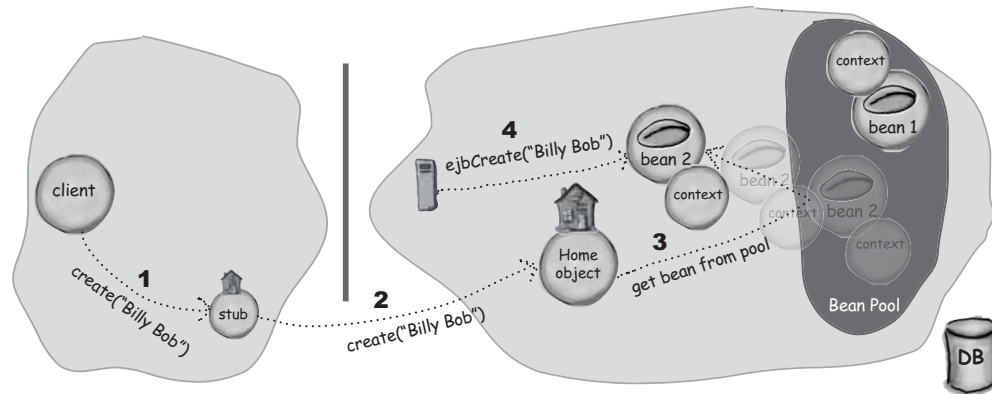 client
1
create("Billy Bob")
stub
2
create("Billy Bob")
Home
object
3
get bean from pool
4
ejbCreate("Billy Bob")
bean 2
context
bean 2
context
bean 2
context
context
bean 1
Bean Pool
DB